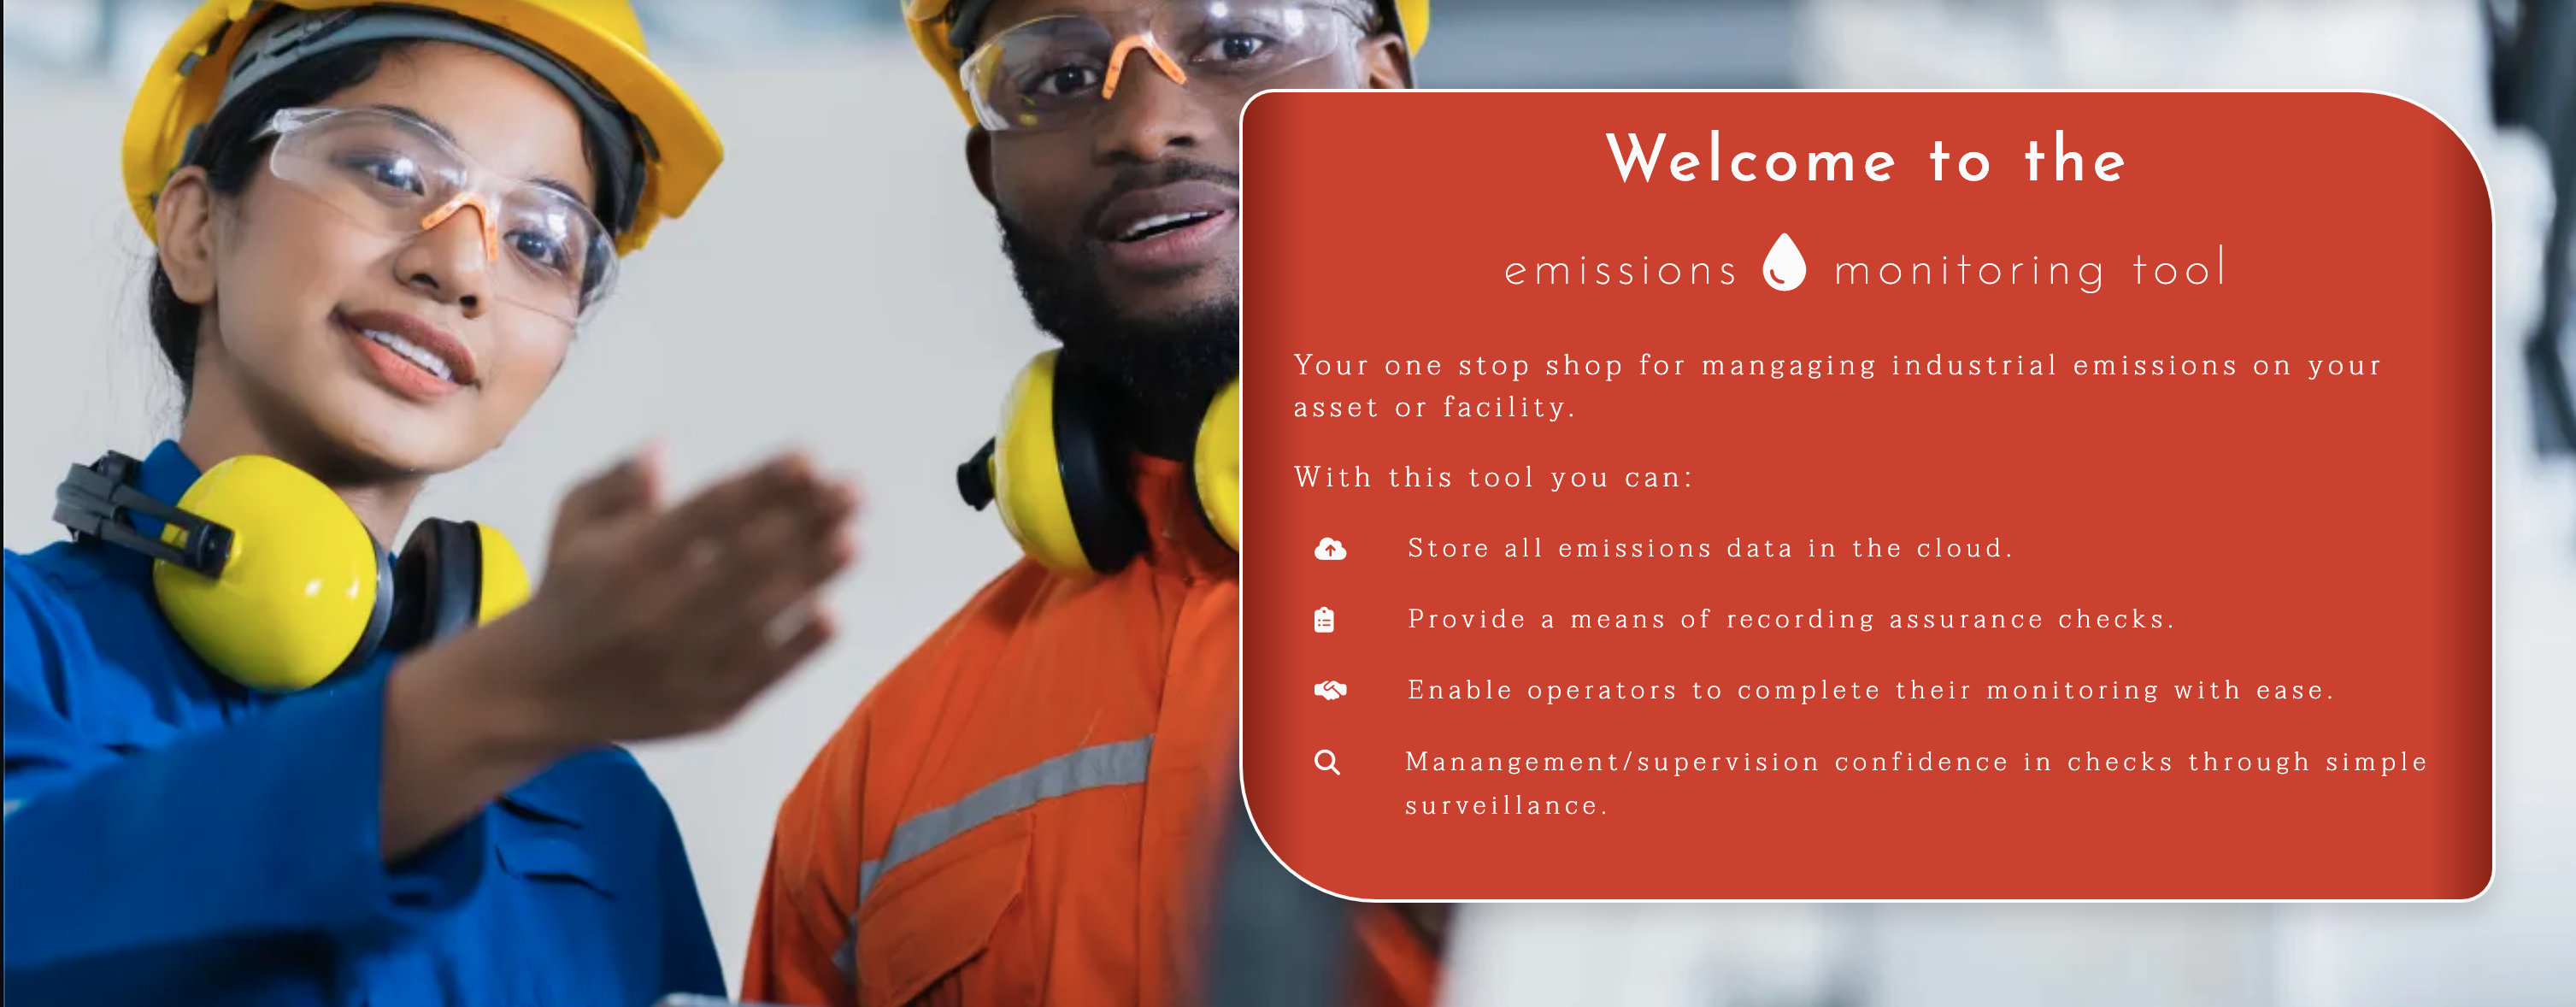 Welcome to the
emissions monitoring tool
Your one stop shop for mangaging industrial emissions on your
asset or facility.
With this tool you can:
Store all emissions data in the cloud.
Provide a means of recording assurance checks.
Enable operators to complete their monitoring with ease.
Manangement/supervision confidence in checks through simple
surveillance.